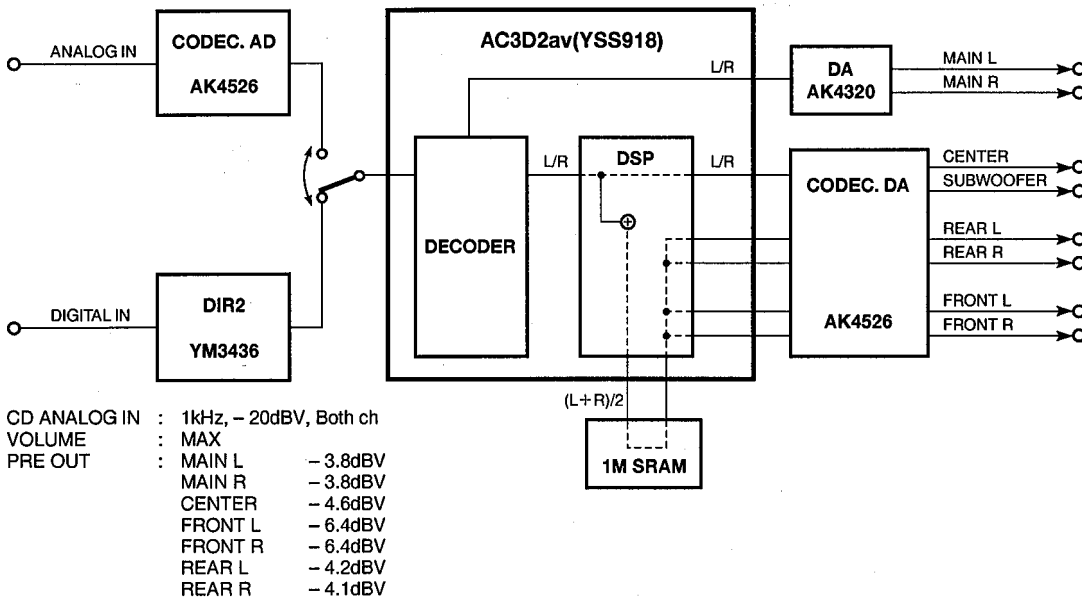 ANALOG IN
CODEC. AD
AK4526
AC3D2av(YSS918)
L/R
DA
AK4320
MAIN L
MAIN R
DECODER
L/R
DSP
L/R
CODEC. DA
AK4526
CENTER
SUBWOOFER
REAR L
REAR R
FRONT L
FRONT R
DIGITAL IN
DIR2
YM3436
(L+R)/2
1M SRAM
CD ANALOG IN : 1kHz, – 20dBV, Both ch
VOLUME : MAX
PRE OUT : MAIN L – 3.8dBV
MAIN R – 3.8dBV
CENTER – 4.6dBV
FRONT L – 6.4dBV
FRONT R – 6.4dBV
REAR L – 4.2dBV
REAR R – 4.1dBV